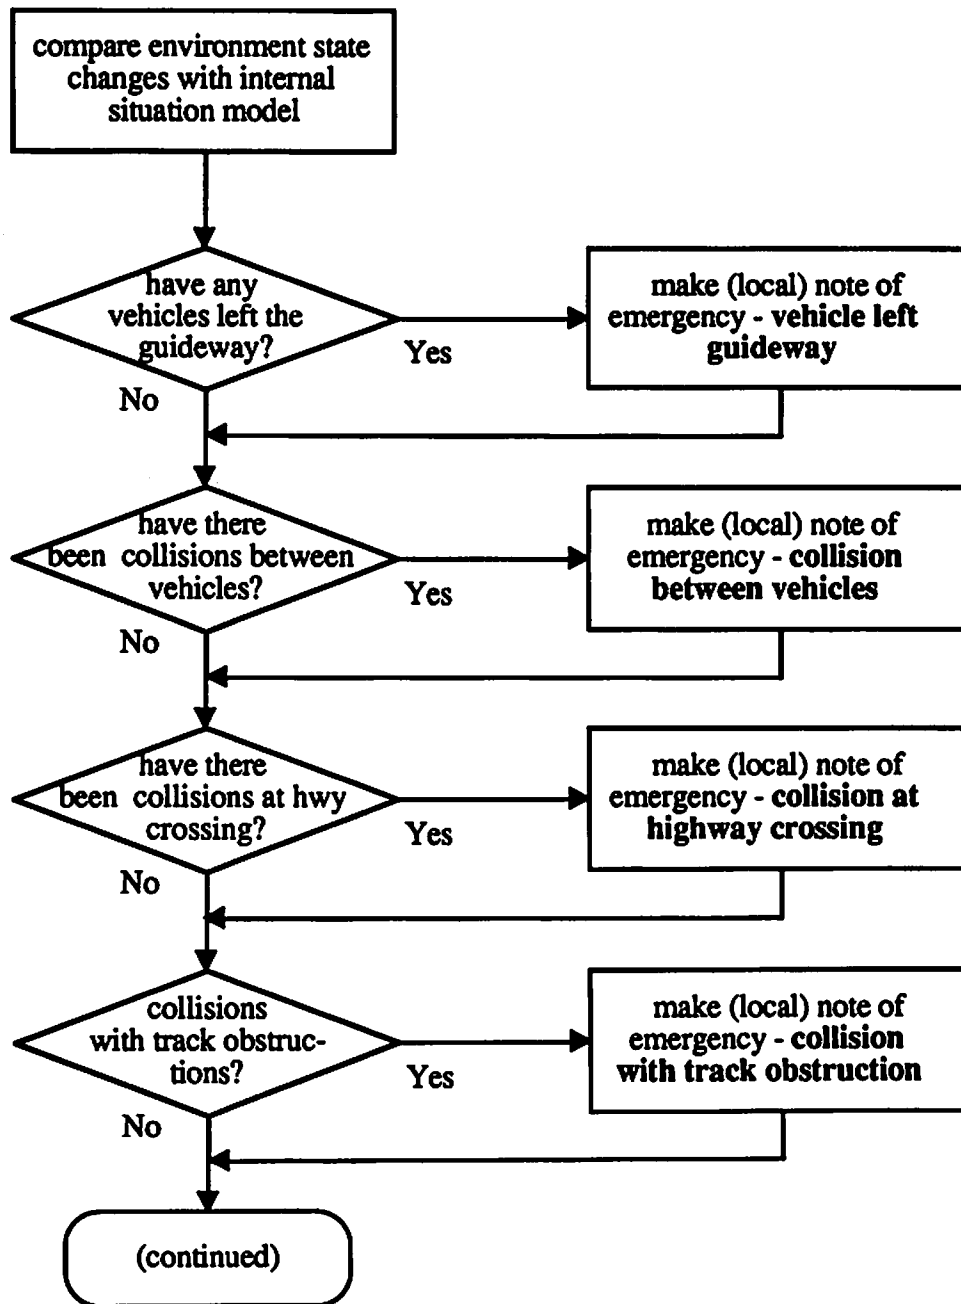 compare environment state
changes with internal
situation model
have any
vehicles left the
guideway?
Yes
No
make (local) note of
emergency - vehicle left
guideway
have there
been collisions between
vehicles?
Yes
No
make (local) note of
emergency - collision
between vehicles
have there
been collisions at hwy
crossing?
Yes
No
make (local) note of
emergency - collision at
highway crossing
collisions
with track obstruc-
tions?
Yes
No
make (local) note of
emergency - collision
with track obstruction
(continued)